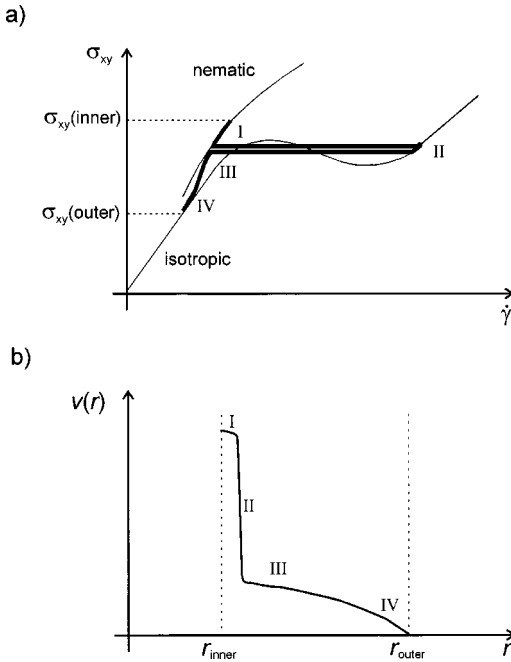 a)
σxy
nematic
σxy(inner)
I
II
III
σxy(outer)
IV
isotropic
γ̇
b)
v(r)
I
II
III
IV
rinner
router
r